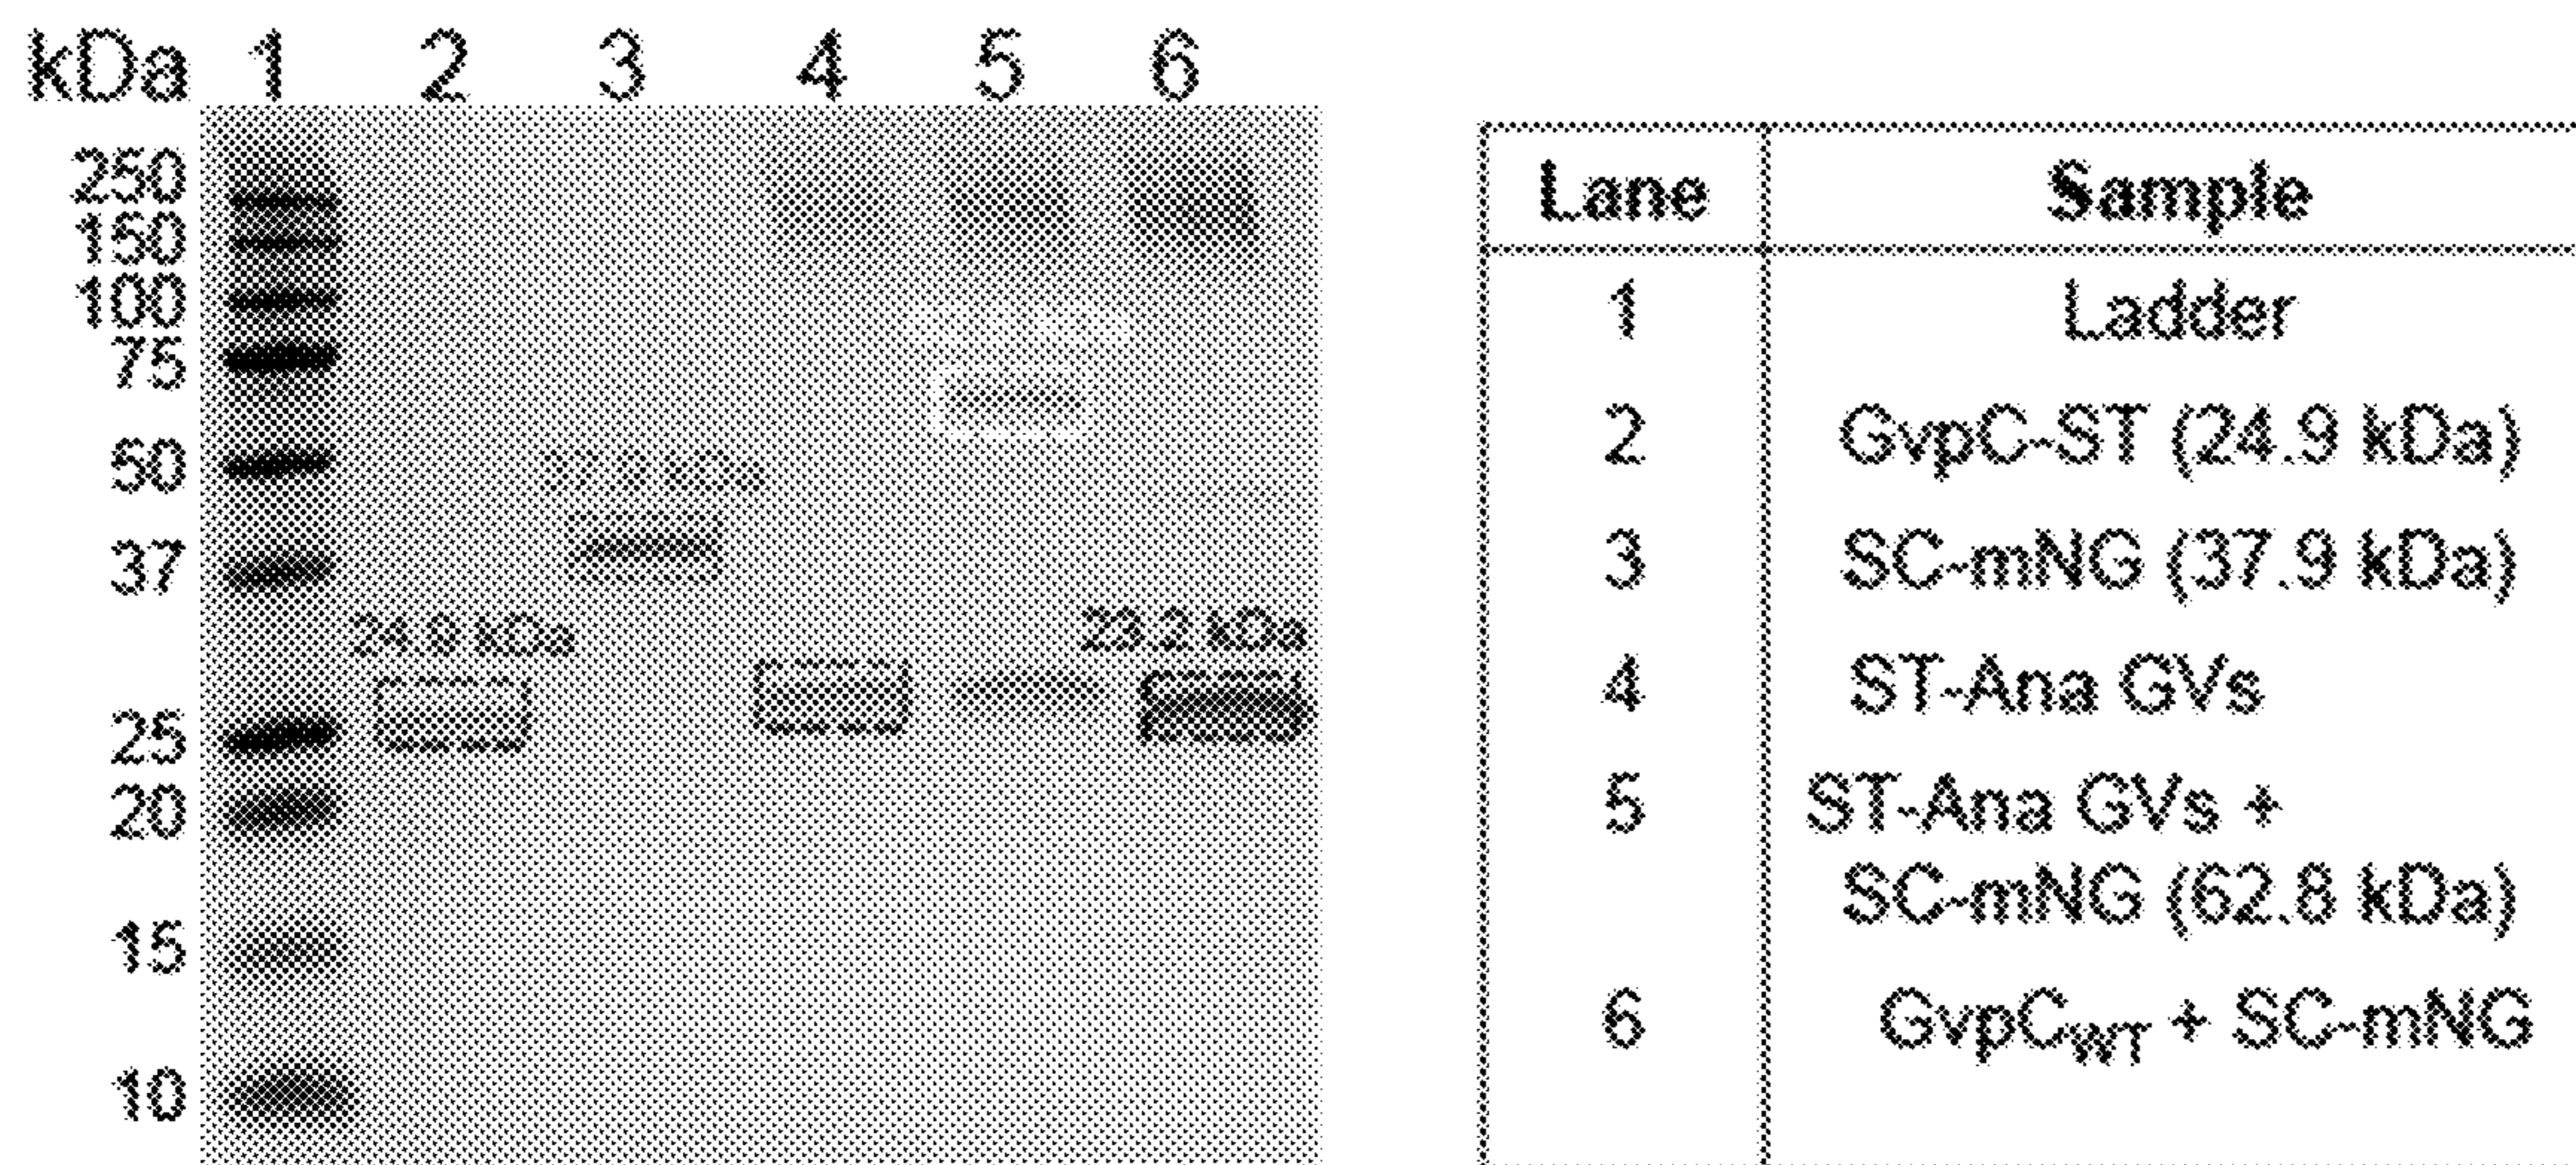 kDa 1 2 3 4 5 6
250
150
100
75
50
37
25
20
15
10
24.9 kDa
23.2 kDa
Lane Sample
1 Ladder
2 GvpC-ST (24.9 kDa)
3 SC-mNG (37.9 kDa)
4 ST-Ana GVs
5 ST-Ana GVs +
SC-mNG (62.8 kDa)
6 GvpCWT + SC-mNG